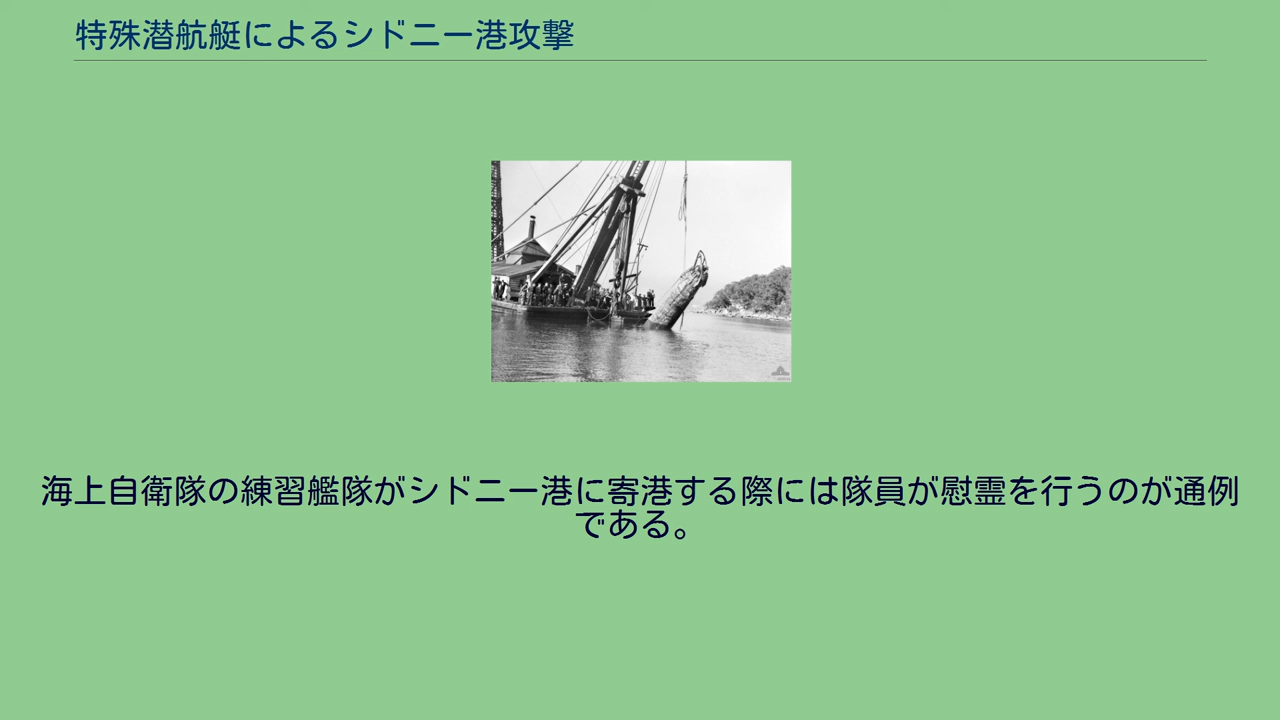 特殊潜航艇によるシドニー港攻撃
海上自衛隊の練習艦隊がシドニー港に寄港する際には隊員が慰霊を行うのが通例
である。